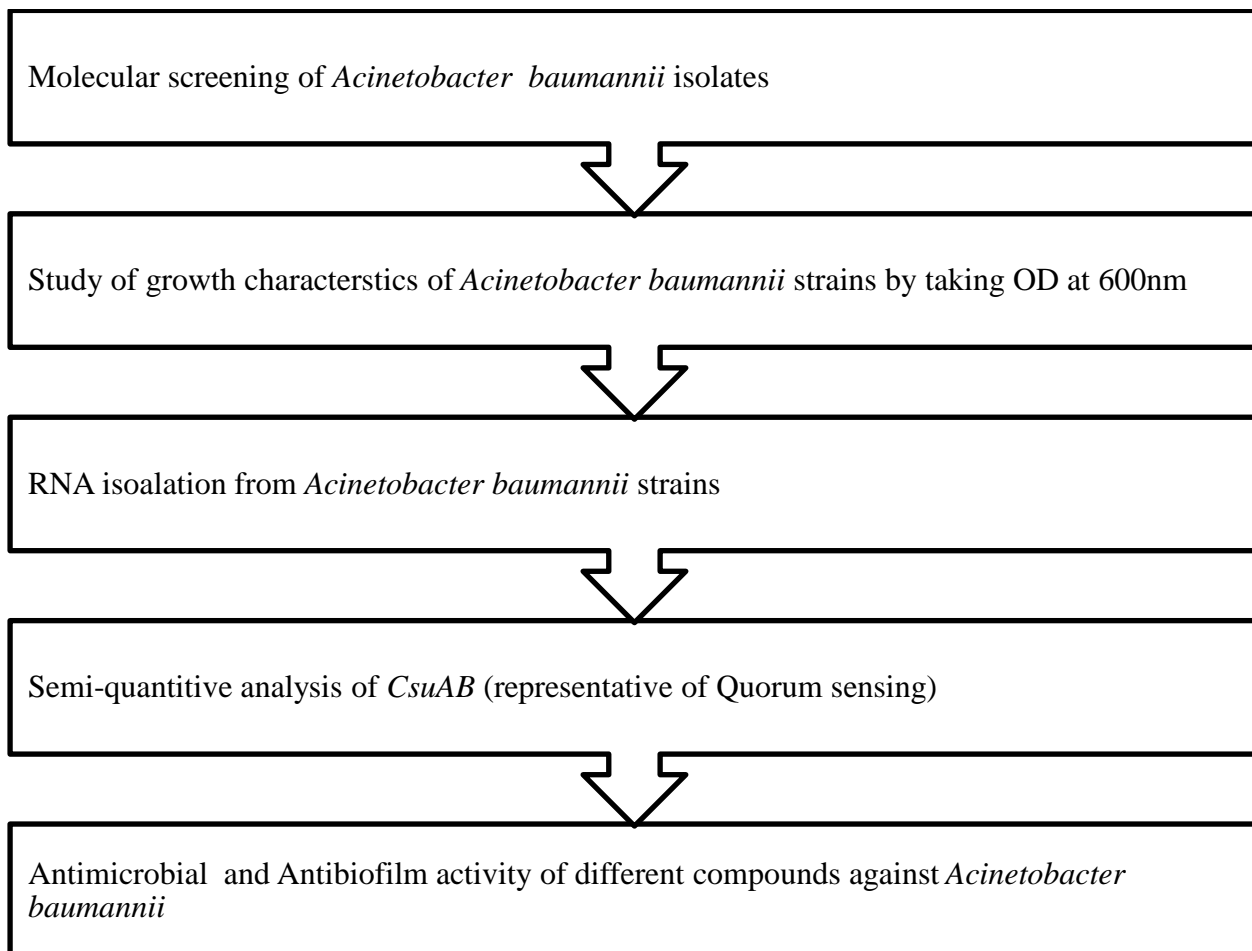 Molecular screening of Acinetobacter  baumannii isolates
Study of growth characterstics of Acinetobacter baumannii strains by taking OD at 600nm
RNA isoalation from Acinetobacter baumannii strains
Semi-quantitive analysis of CsuAB (representative of Quorum sensing)
Antimicrobial  and Antibiofilm activity of different compounds against Acinetobacter
baumannii